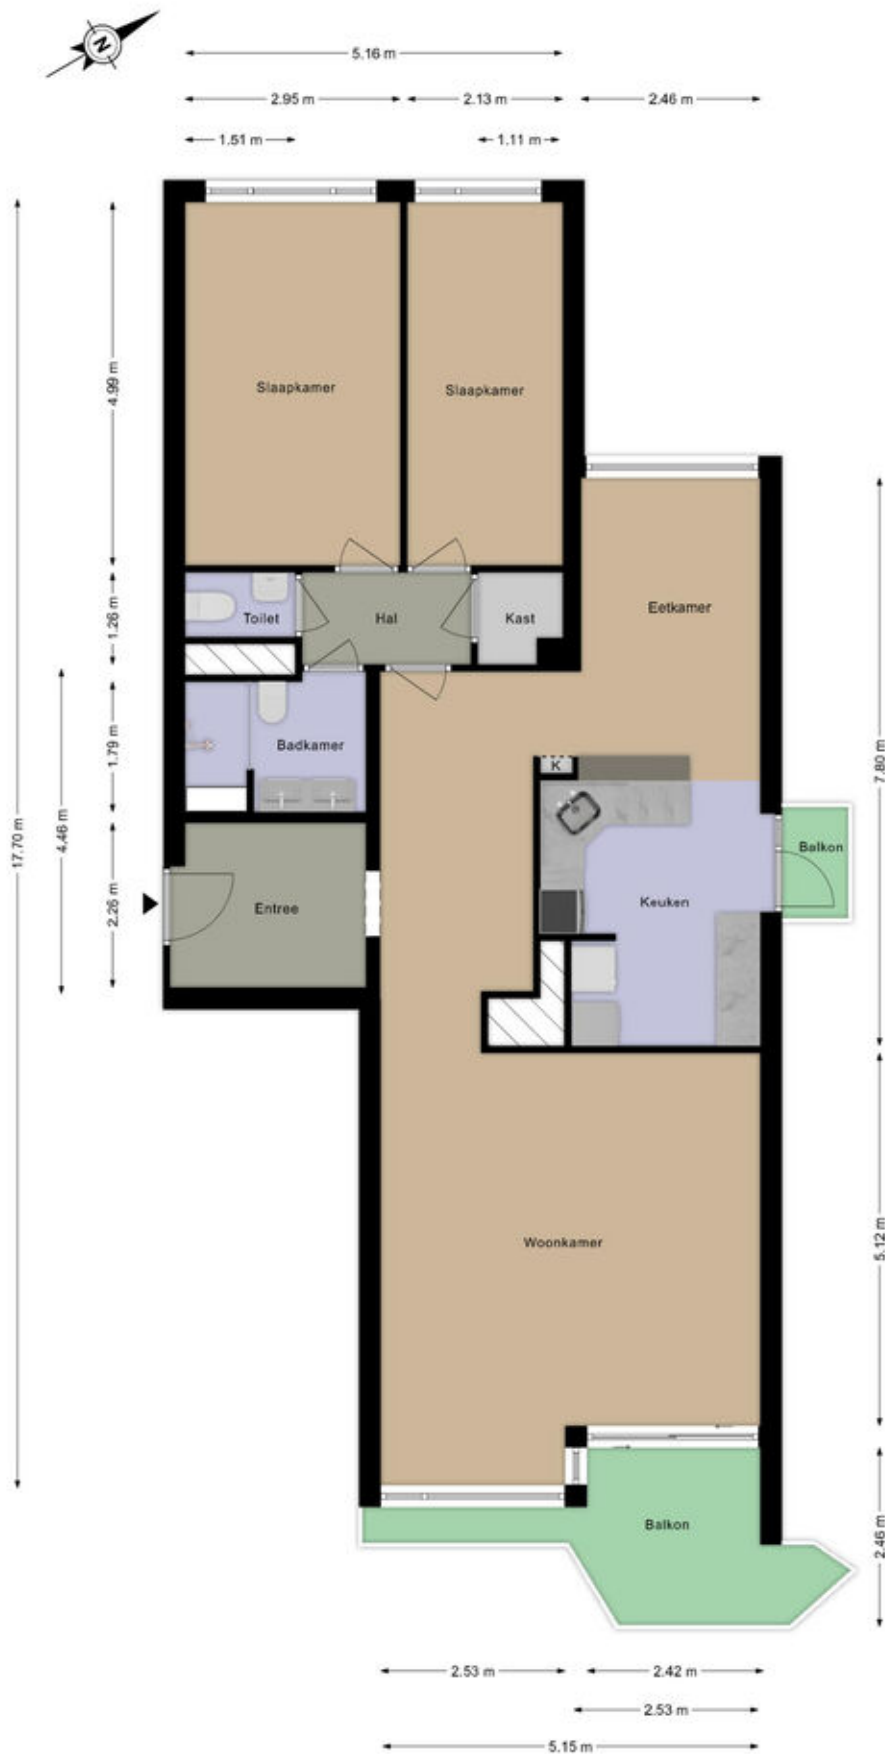 N
5.16 m
2.95 m
2.13 m
2.46 m
1.51 m
1.11 m
4.99 m
Slaapkamer
Slaapkamer
1.26 m
Toilet
Hal
Kast
Eetkamer
1.79 m
Badkamer
K
7.80 m
4.46 m
17.70 m
Balkon
2.26 m
Entree
Keuken
Woonkamer
5.12 m
Balkon
2.46 m
2.53 m
2.42 m
2.53 m
5.15 m